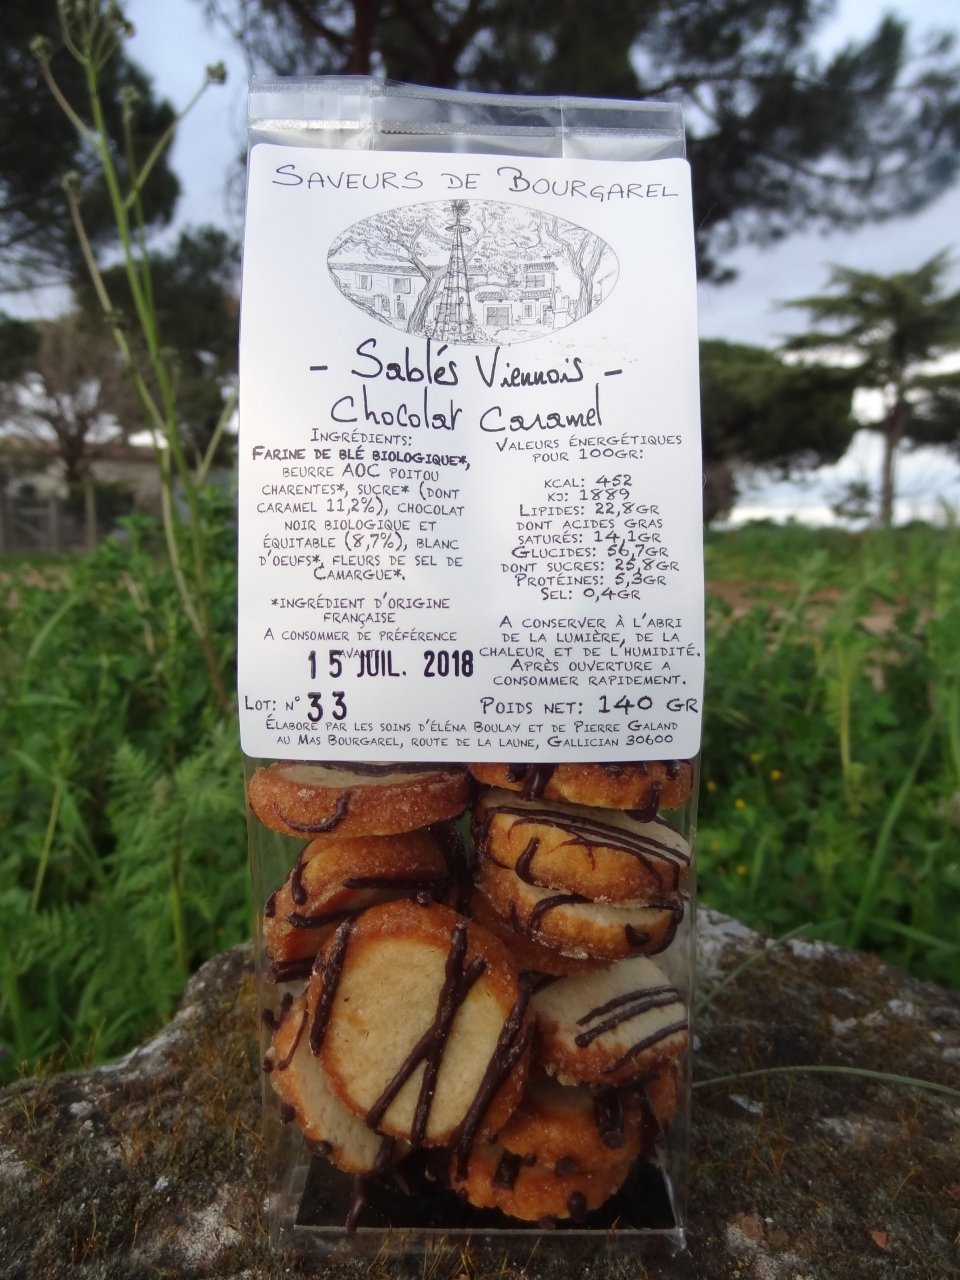 SAVEURS DE BOURGAREL
- Sablés Viennois -
Chocolat Caramel
INGRÉDIENTS:
FARINE DE BLÉ BIOLOGIQUE*,
BEURRE AOC POITOU
CHARENTES*, SUCRE* (DONT
CARAMEL 11,2%), CHOCOLAT
NOIR BIOLOGIQUE ET
ÉQUITABLE (8,7%), BLANC
D'OEUFS*, FLEURS DE SEL DE
CAMARGUE*.
*INGRÉDIENT D'ORIGINE
FRANÇAISE
A CONSOMMER DE PRÉFÉRENCE
AVANT
15 JUIL. 2018
LOT: N° 33
VALEURS ÉNERGÉTIQUES
POUR 100GR:
KCAL: 452
KJ: 1889
LIPIDES: 22,8GR
DONT ACIDES GRAS
SATURÉS: 14,1GR
GLUCIDES: 56,7GR
DONT SUCRES: 25,8GR
PROTÉINES: 5,3GR
SEL: 0,4GR
A CONSERVER À L'ABRI
DE LA LUMIÈRE, DE LA
CHALEUR ET DE L'HUMIDITÉ.
APRÈS OUVERTURE A
CONSOMMER RAPIDEMENT.
POIDS NET: 140 GR
ÉLABORÉ PAR LES SOINS D'ÉLÉNA BOULAY ET DE PIERRE GALAND
AU MAS BOURGAREL, ROUTE DE LA LAUNE, GALLICIAN 30600